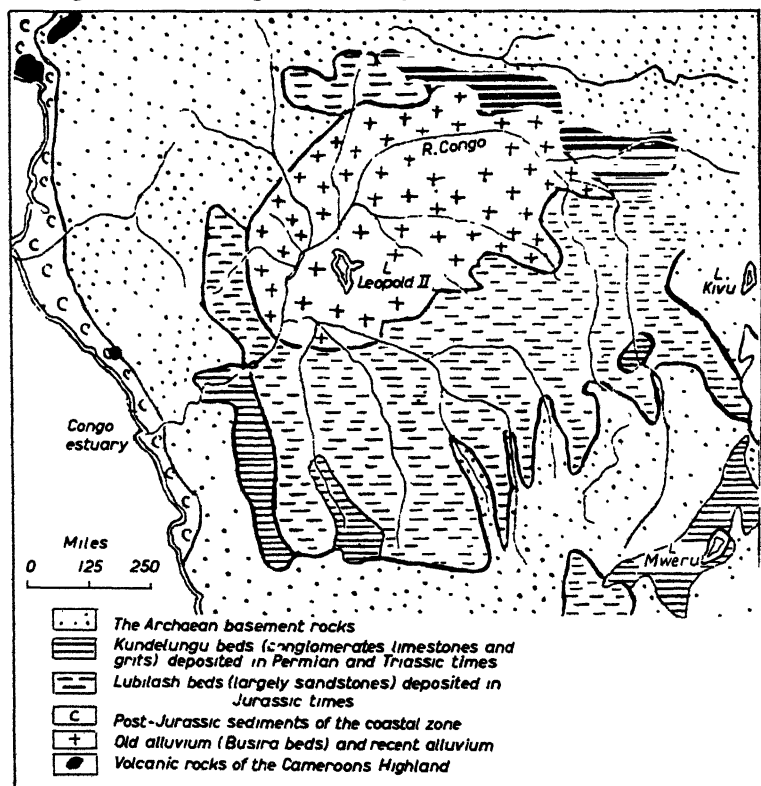 R. Congo
L.
Leopold II
L.
Kivu
Congo
estuary
L.
Mweru
Miles
0 125 250
The Archaean basement rocks
Kundelungu beds (conglomerates limestones and
grits) deposited in Permian and Triassic times
Lubilash beds (largely sandstones) deposited in
Jurassic times
C Post-Jurassic sediments of the coastal zone
+ Old alluvium (Busira beds) and recent alluvium
Volcanic rocks of the Cameroons Highland